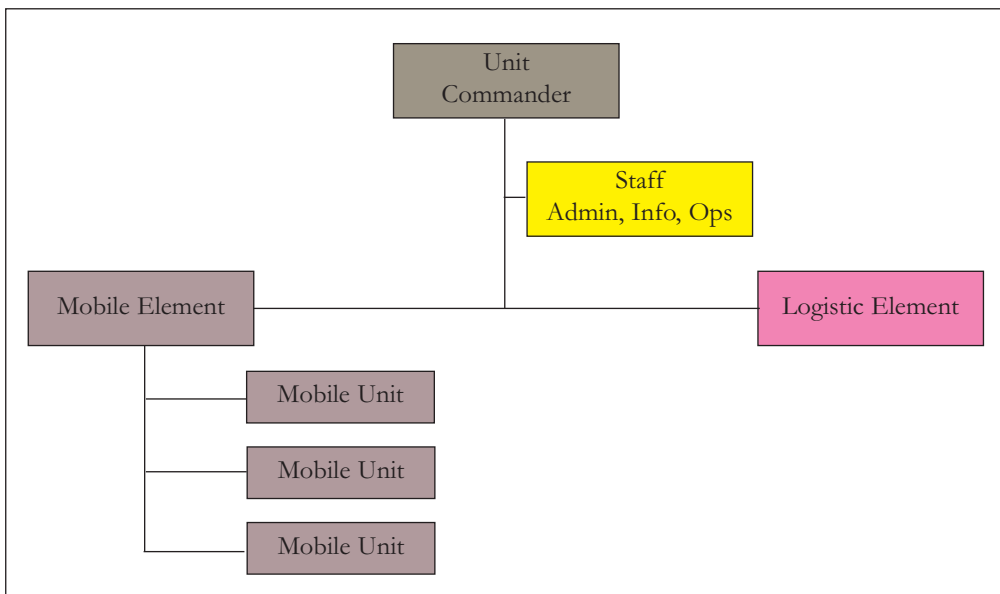 Unit
Commander
Staff
Admin, Info, Ops
Mobile Element
Logistic Element
Mobile Unit
Mobile Unit
Mobile Unit